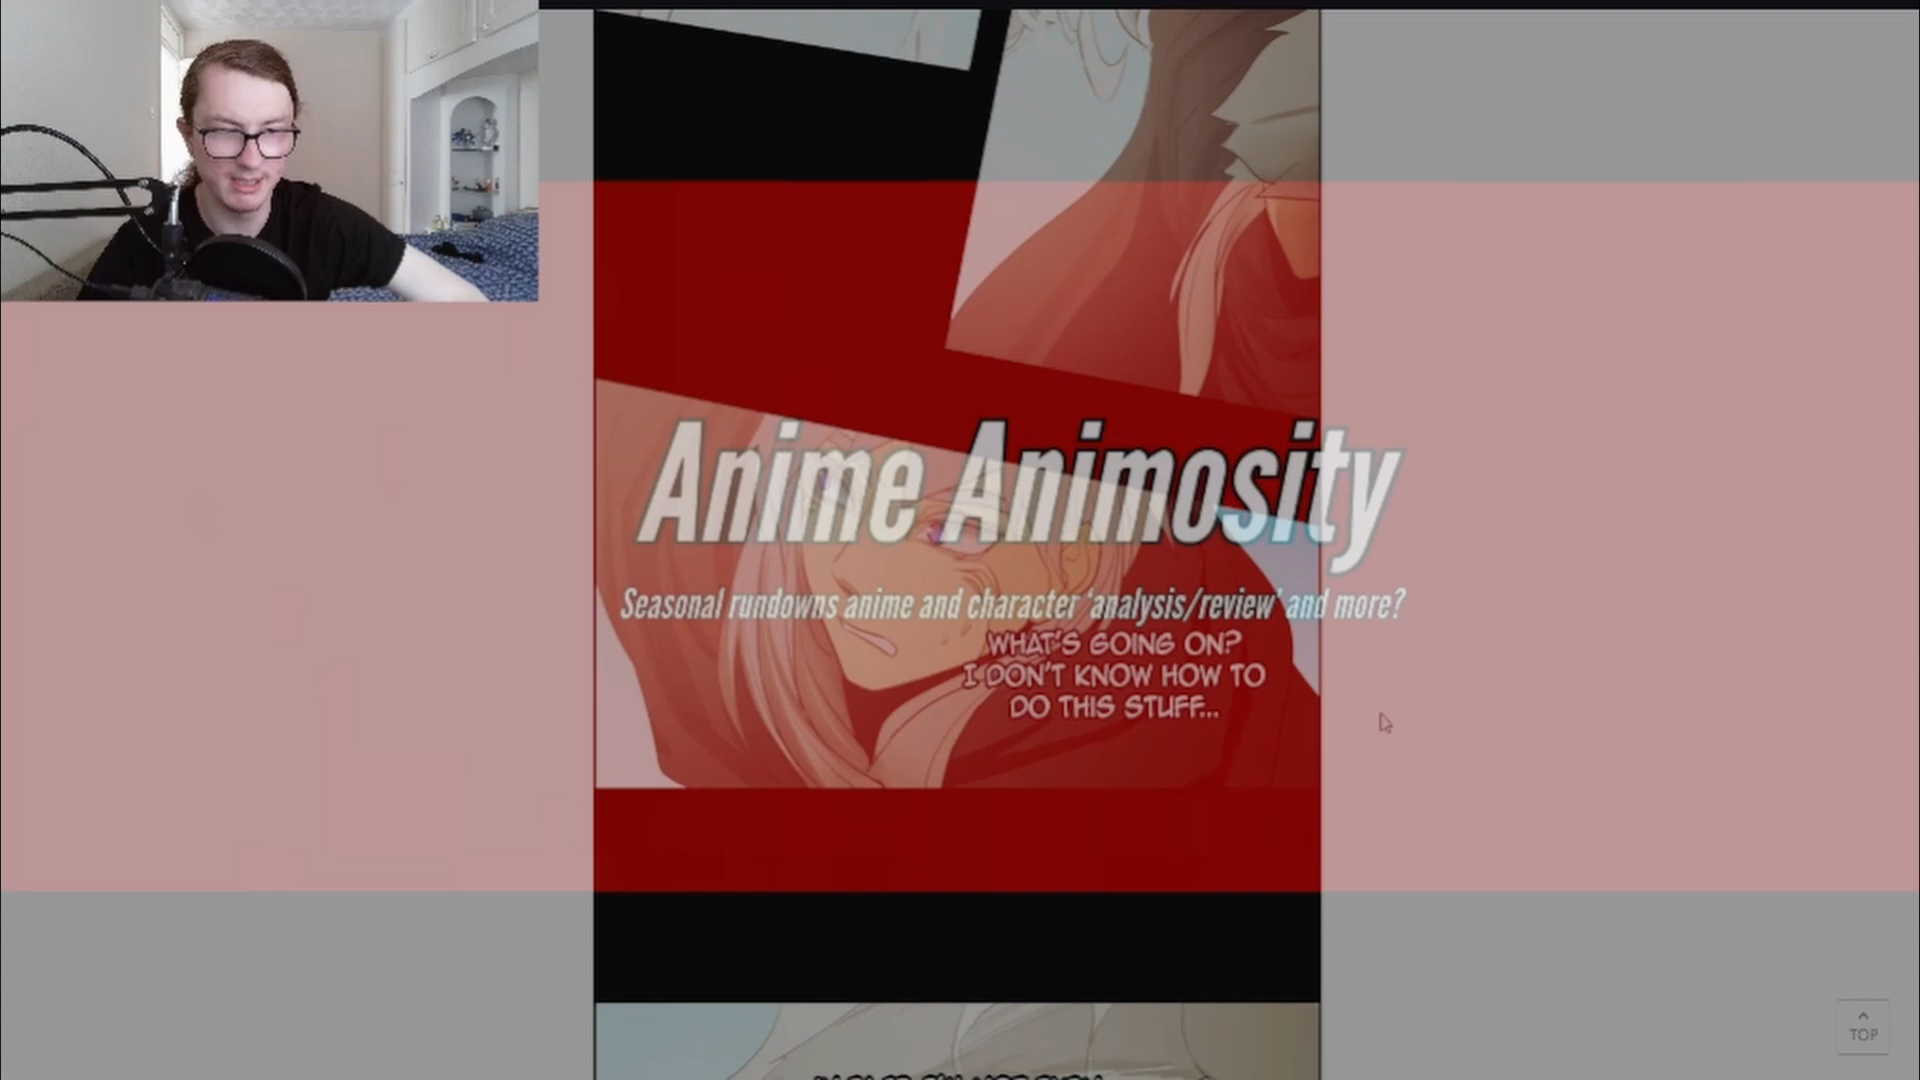 Anime Animosity
Seasonal rundowns anime and character 'analysis/review' and more?
WHAT'S GOING ON?
I DON'T KNOW HOW TO
DO THIS STUFF...
TOP